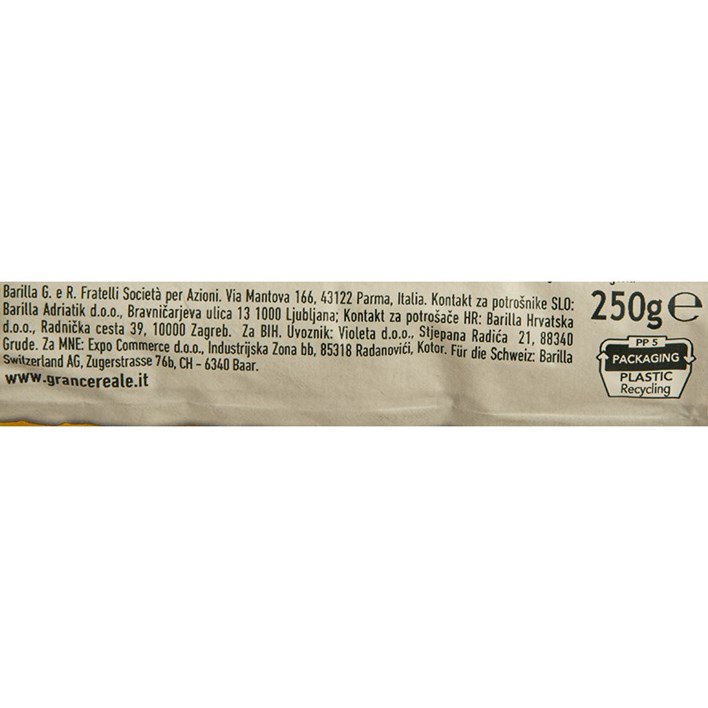 Barilla G. e R. Fratelli Società per Azioni. Via Mantova 166, 43122 Parma, Italia. Kontakt za potrošnike SLO:
Barilla Adriatik d.o.o., Bravničarjeva ulica 13 1000 Ljubljana; Kontakt za potrošače HR: Barilla Hrvatska
d.o.o., Radnička cesta 39, 10000 Zagreb. Za BIH. Uvoznik: Violeta d.o.o., Stjepana Radića 21, 88340
Grude. Za MNE: Expo Commerce d.o.o., Industrijska Zona bb, 85318 Radanovići, Kotor. Für die Schweiz: Barilla
Switzerland AG, Zugerstrasse 76b, CH – 6340 Baar.
www.grancereale.it
250g ℮
PP 5
PACKAGING
PLASTIC
Recycling